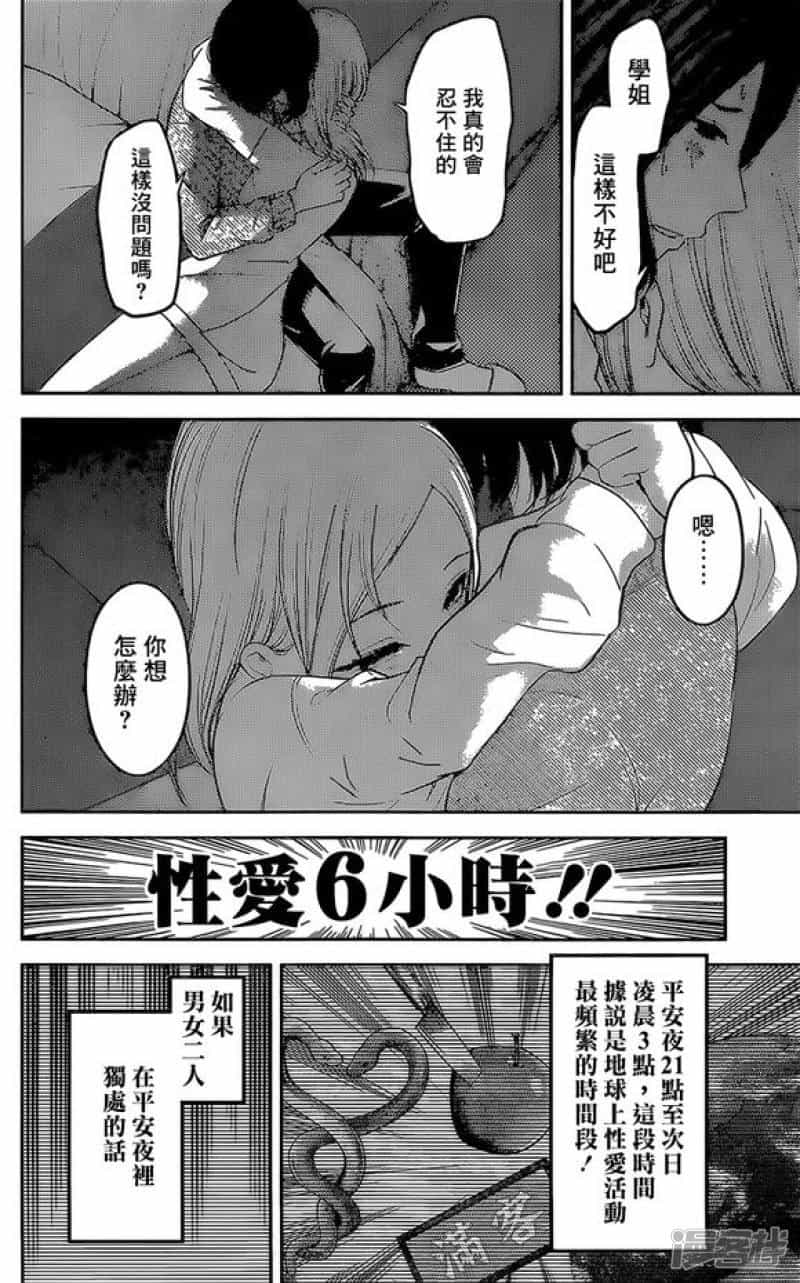 學姐
這樣不好吧
我真的會
忍不住的
這樣沒問題嗎？
嗯……
你想
怎麼辦？
性愛6小時!!
平安夜21點至次日
凌晨3點，這段時間
據說是地球上性愛活動
最頻繁的時間段！
客滿
如果
男女二人
在平安夜裡
獨處的話
漫客栈